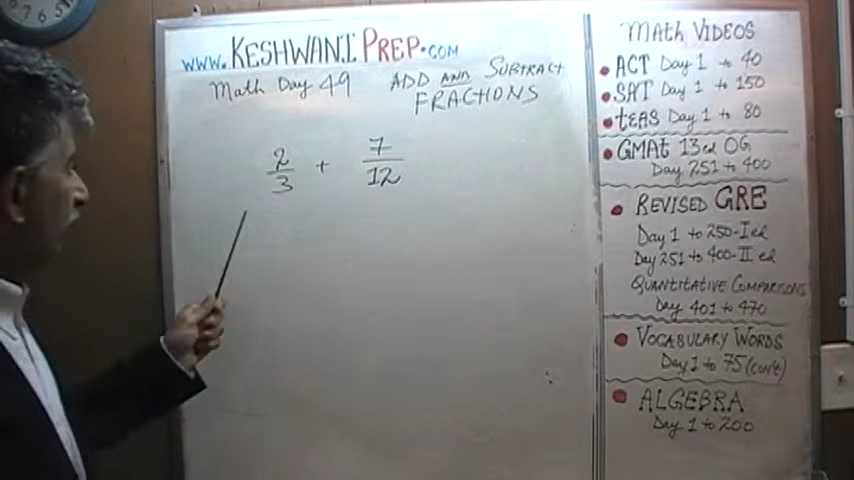 www.KESHWANIPREP.COM
Math Day 49
ADD AND SUBTRACT
FRACTIONS
2/3 + 7/12
MATH VIDEOS
ACT Day 1 to 40
SAT Day 1 to 150
tEAS Day 1 to 80
GMAt 13ed OG
Day 251 to 400
REVISED GRE
Day 1 to 250-I ed
Day 251 to 400-II ed
QUANTITATIVE COMPARISONS
Day 401 to 470
VOCABULARY WORDS
Day 1 to 75 (con't)
ALGEBRA
Day 1 to 200